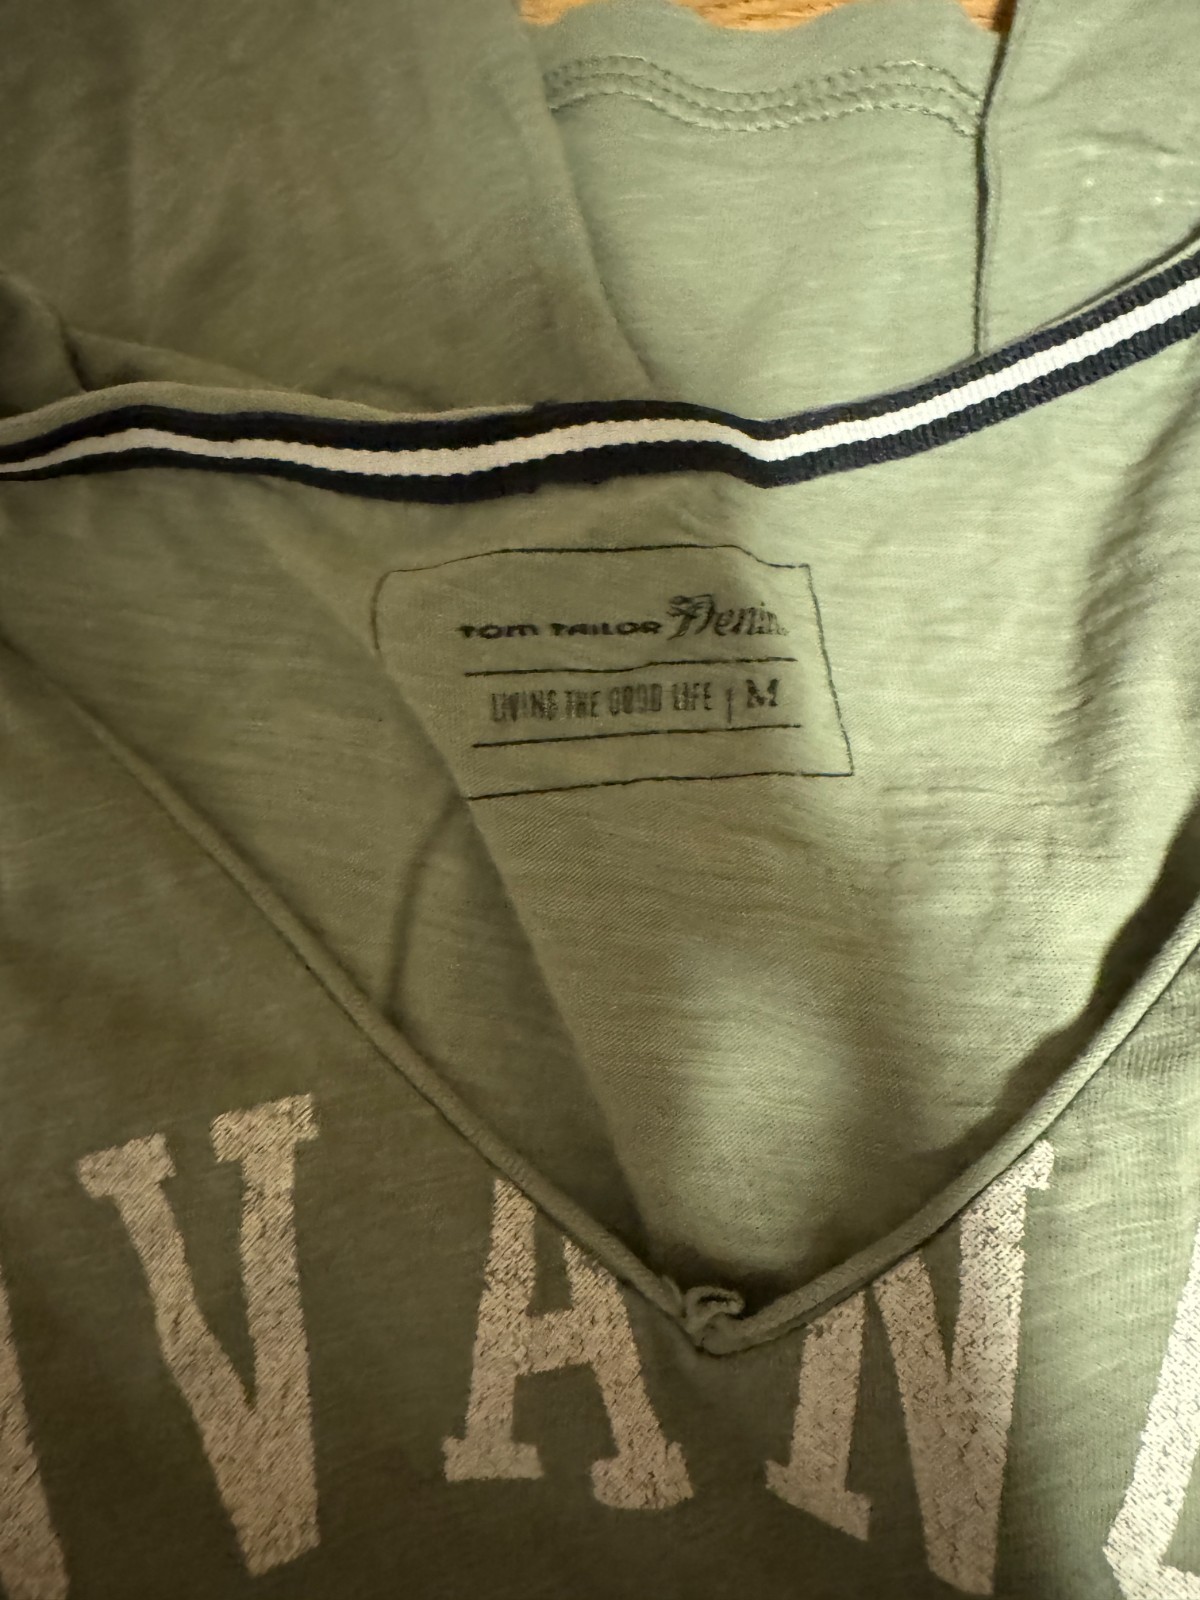 TOM TAILOR Denim
LIVING THE GOOD LIFE | M
VAN